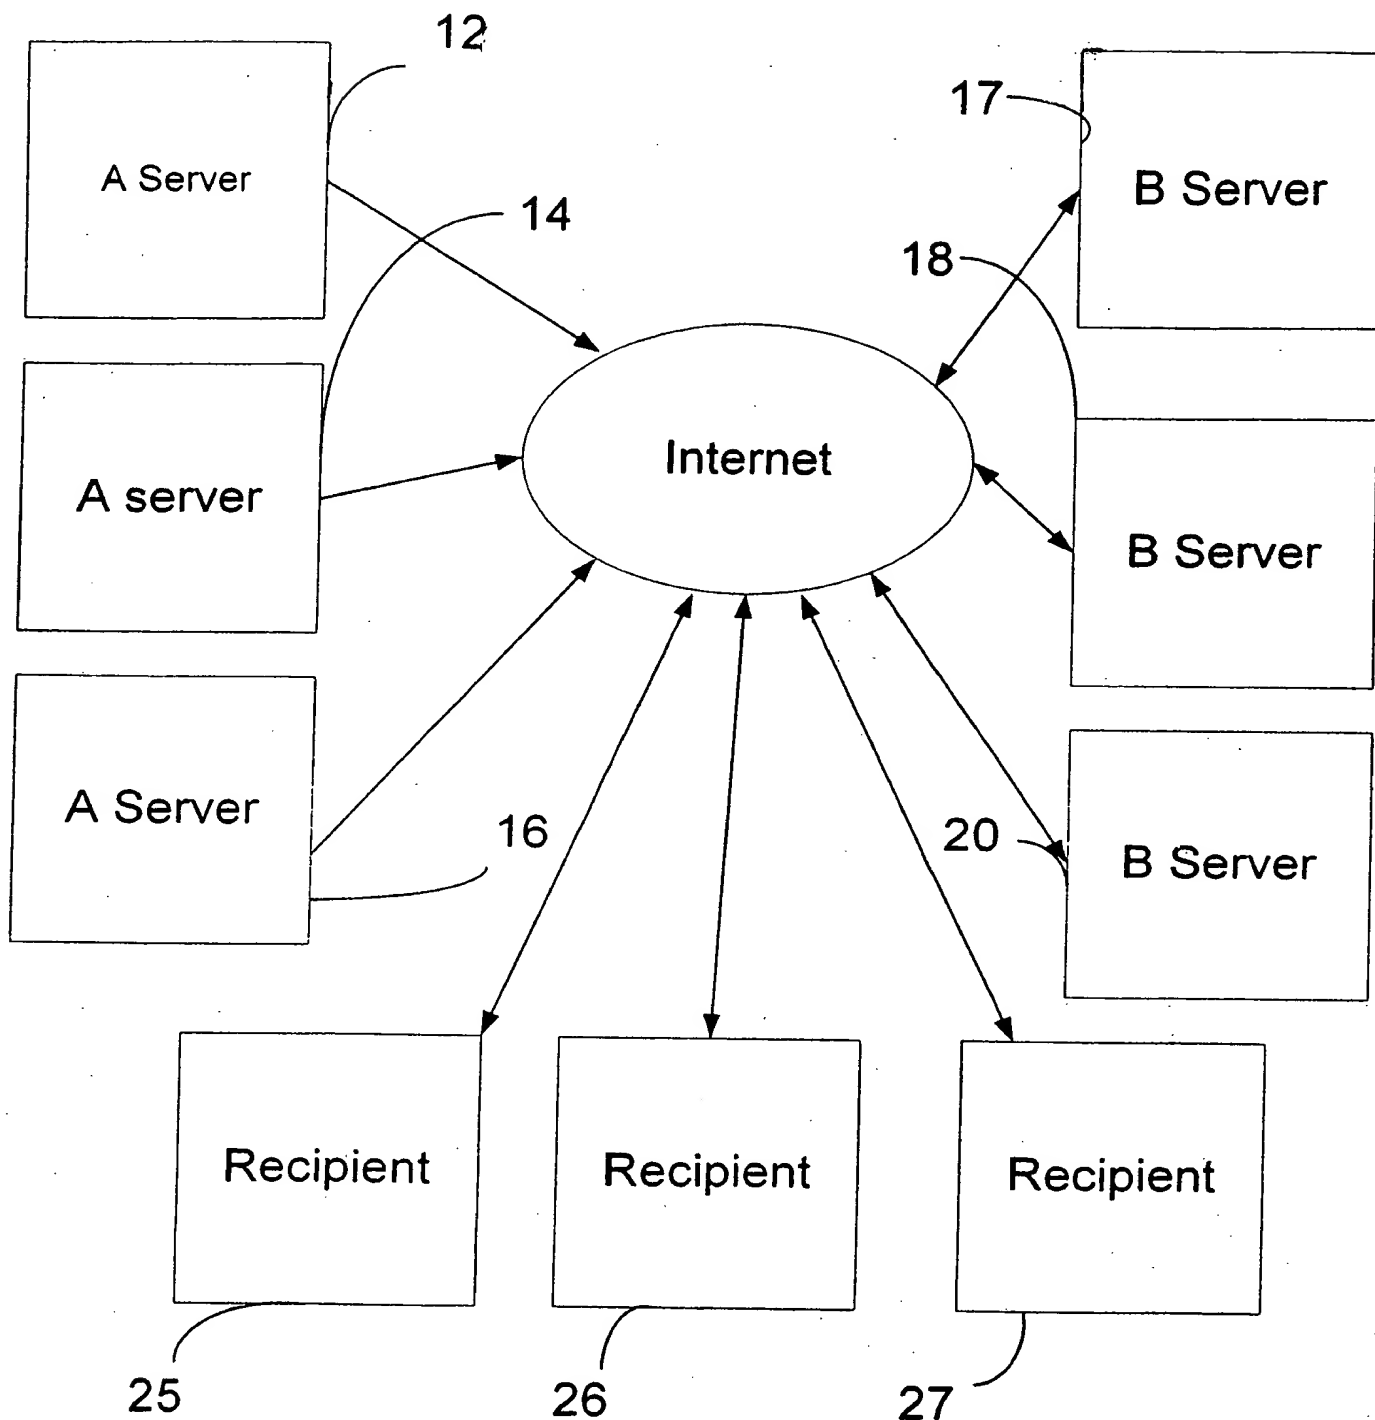 12
17
A Server
B Server
14
18
Internet
A server
B Server
A Server
16
20
B Server
Recipient
Recipient
Recipient
25
26
27